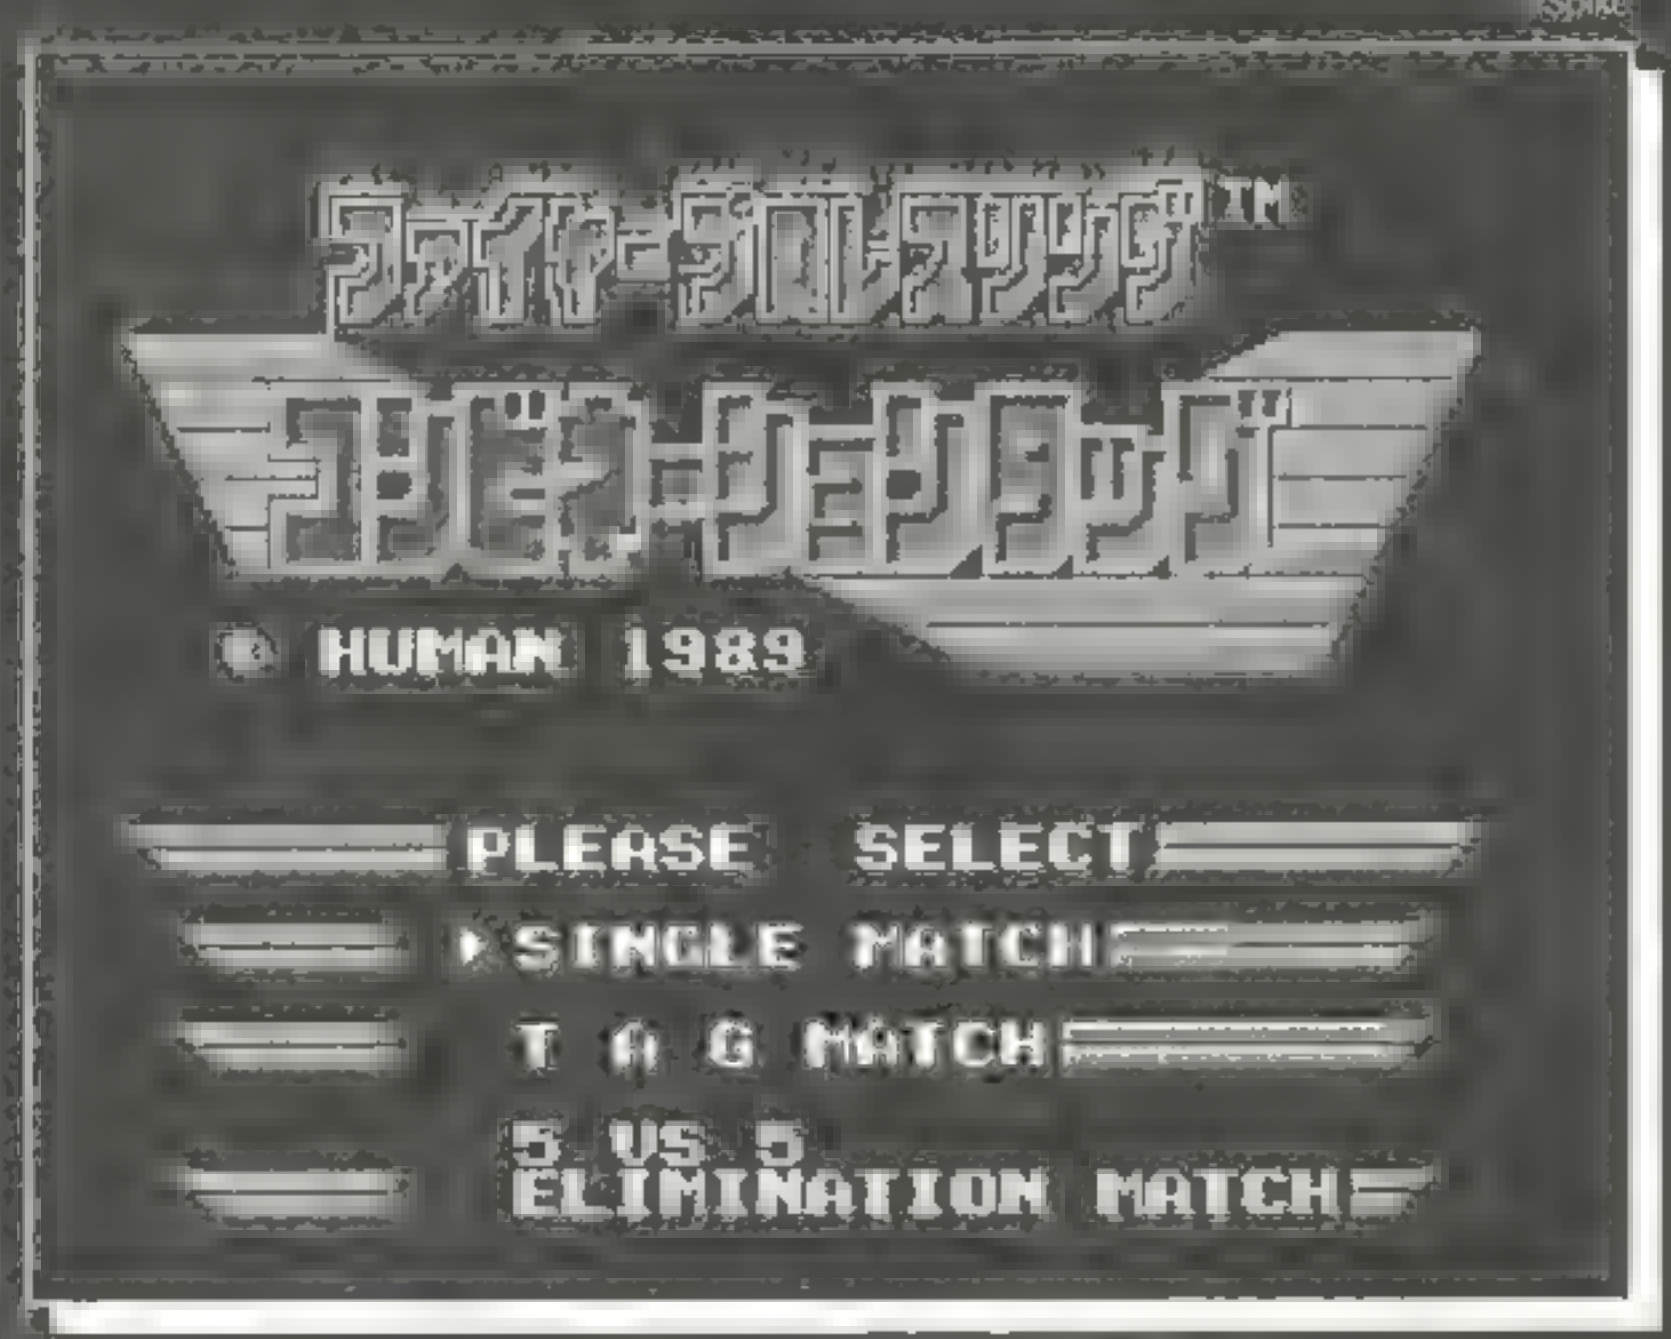 Spike
ファイヤープロレスリング™
コンビネーションタッグ
© HUMAN 1989
PLEASE SELECT
SINGLE MATCH
T A G MATCH
5 VS 5
ELIMINATION MATCH